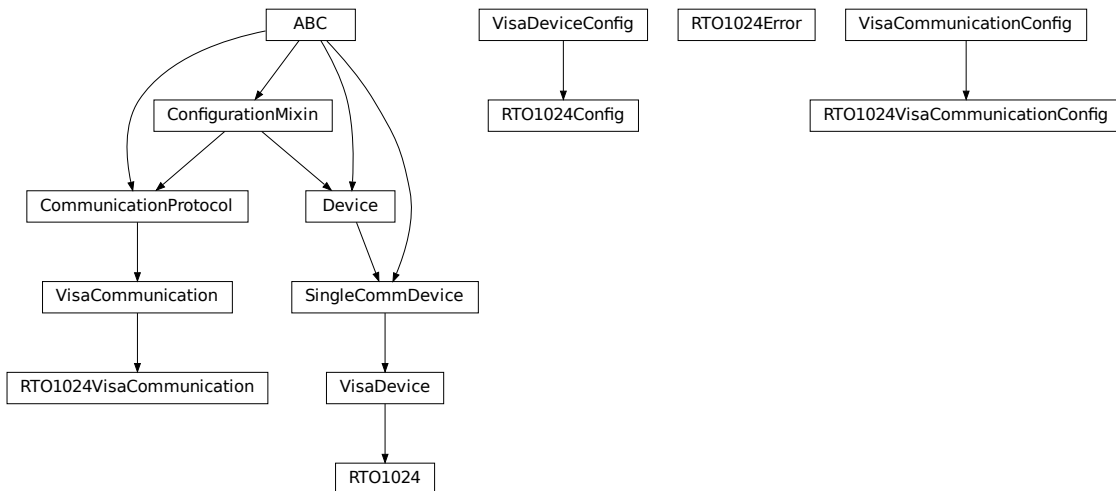 ABC
VisaDeviceConfig
RTO1024Error
VisaCommunicationConfig
ConfigurationMixin
RTO1024Config
RTO1024VisaCommunicationConfig
CommunicationProtocol
Device
VisaCommunication
SingleCommDevice
RTO1024VisaCommunication
VisaDevice
RTO1024